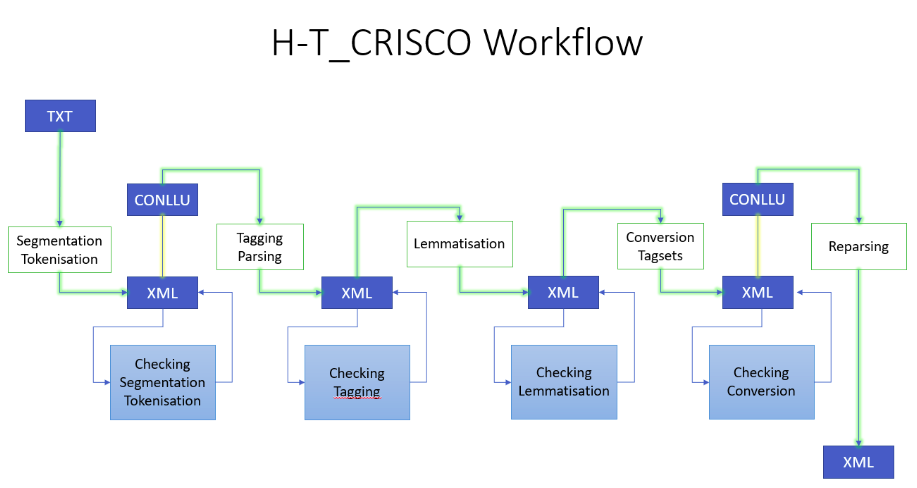 H-T_CRISCO Workflow
TXT
CONLLU
CONLLU
Segmentation
Tokenisation
Tagging
Parsing
Lemmatisation
Conversion
Tagsets
Reparsing
XML
XML
XML
XML
Checking
Segmentation
Tokenisation
Checking
Tagging
Checking
Lemmatisation
Checking
Conversion
XML